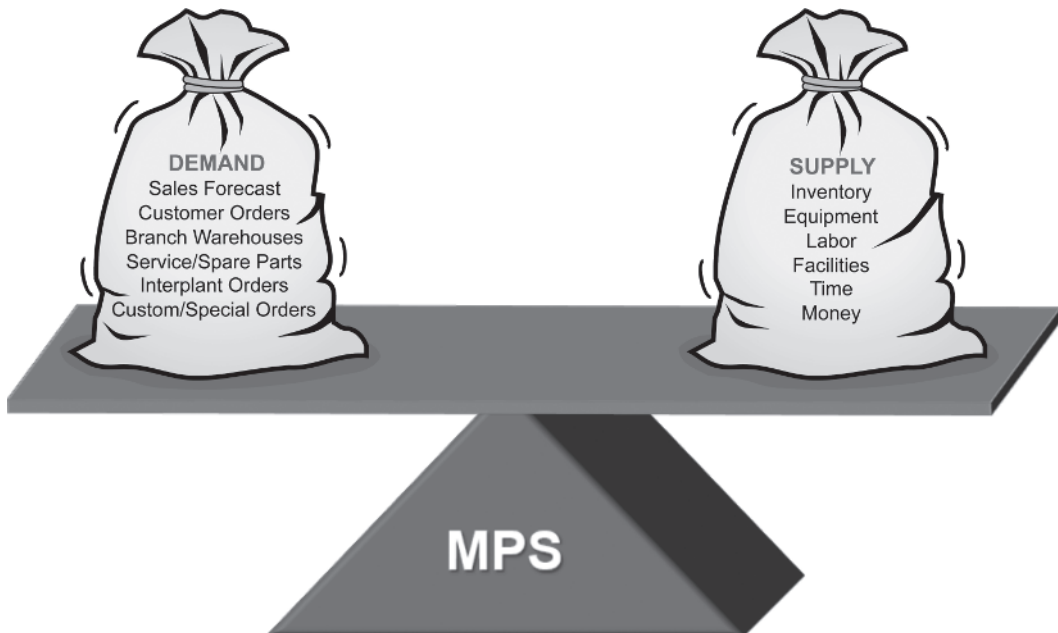 DEMAND
Sales Forecast
Customer Orders
Branch Warehouses
Service/Spare Parts
Interplant Orders
Custom/Special Orders
SUPPLY
Inventory
Equipment
Labor
Facilities
Time
Money
MPS